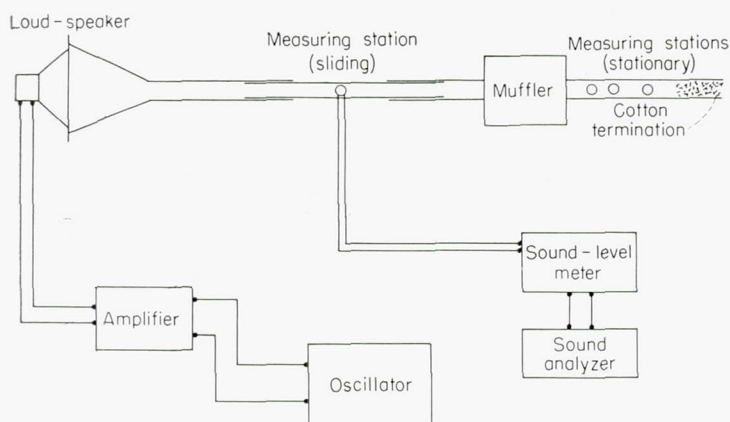 Loud-speaker
Measuring station
(sliding)
Measuring stations
(stationary)
Muffler
Cotton
termination
Sound-level
meter
Amplifier
Sound
analyzer
Oscillator